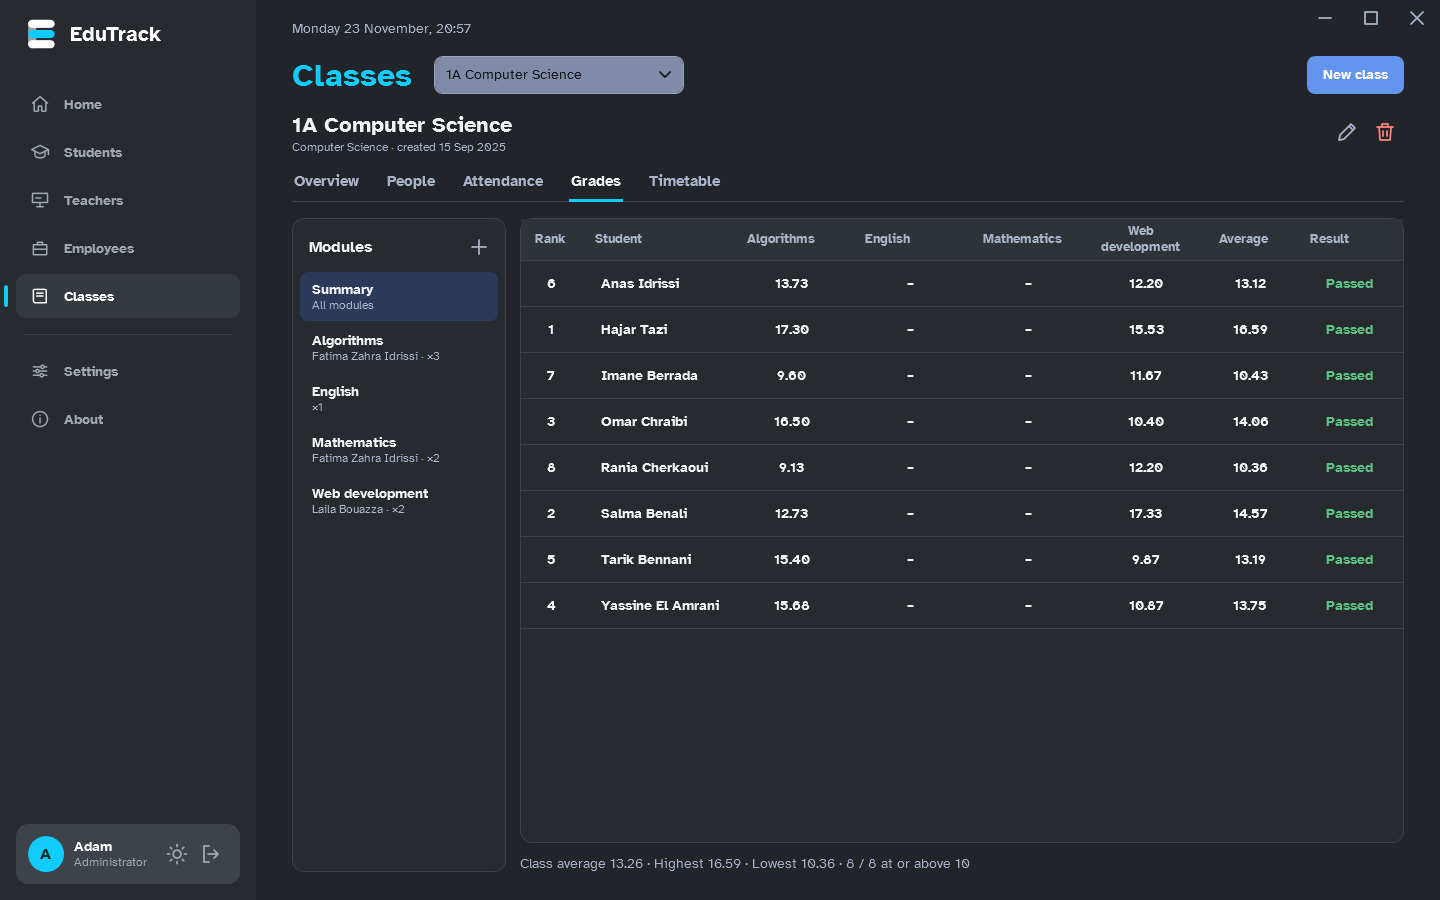 EduTrack
Home
Students
Teachers
Employees
Classes
Settings
About
A
Adam
Administrator
Monday 23 November, 20:57
Classes
1A Computer Science
New class
1A Computer Science
Computer Science · created 15 Sep 2025
Overview People Attendance Grades Timetable
Modules
Summary
All modules
Algorithms
Fatima Zahra Idrissi · ×3
English
×1
Mathematics
Fatima Zahra Idrissi · ×2
Web development
Laila Bouazza · ×2
Rank Student Algorithms English Mathematics Web development Average Result
6 Anas Idrissi 13.73 – – 12.20 13.12 Passed
1 Hajar Tazi 17.30 – – 15.53 16.59 Passed
7 Imane Berrada 9.60 – – 11.67 10.43 Passed
3 Omar Chraibi 16.50 – – 10.40 14.06 Passed
8 Rania Cherkaoui 9.13 – – 12.20 10.36 Passed
2 Salma Benali 12.73 – – 17.33 14.57 Passed
5 Tarik Bennani 15.40 – – 9.87 13.19 Passed
4 Yassine El Amrani 15.68 – – 10.87 13.75 Passed
Class average 13.26 · Highest 16.59 · Lowest 10.36 · 8 / 8 at or above 10